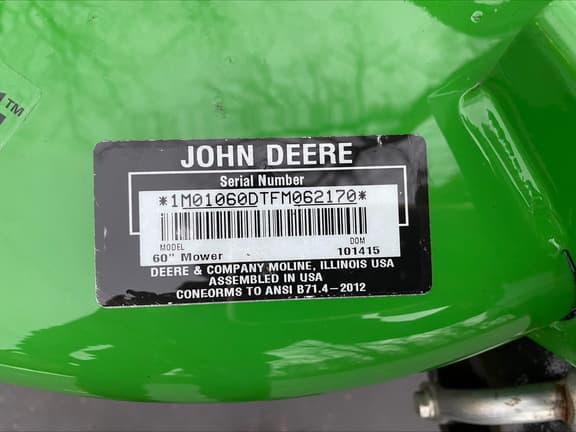 TM
JOHN DEERE
Serial Number
*1M01060DTFM062170*
MODEL DOM
60" Mower 101415
DEERE & COMPANY MOLINE, ILLINOIS USA
ASSEMBLED IN USA
CONFORMS TO ANSI B71.4-2012